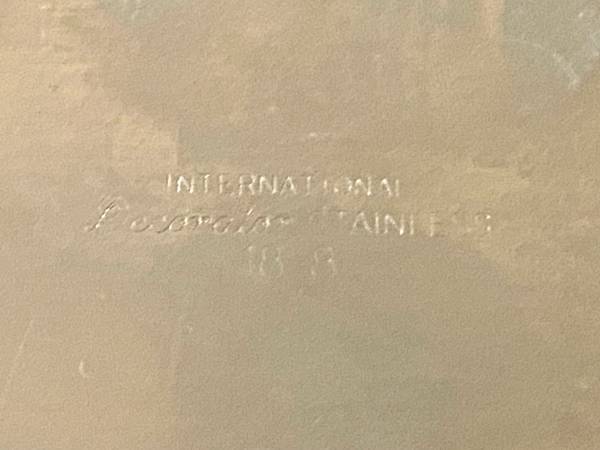 INTERNATIONAL
Decorator STAINLESS
18 8